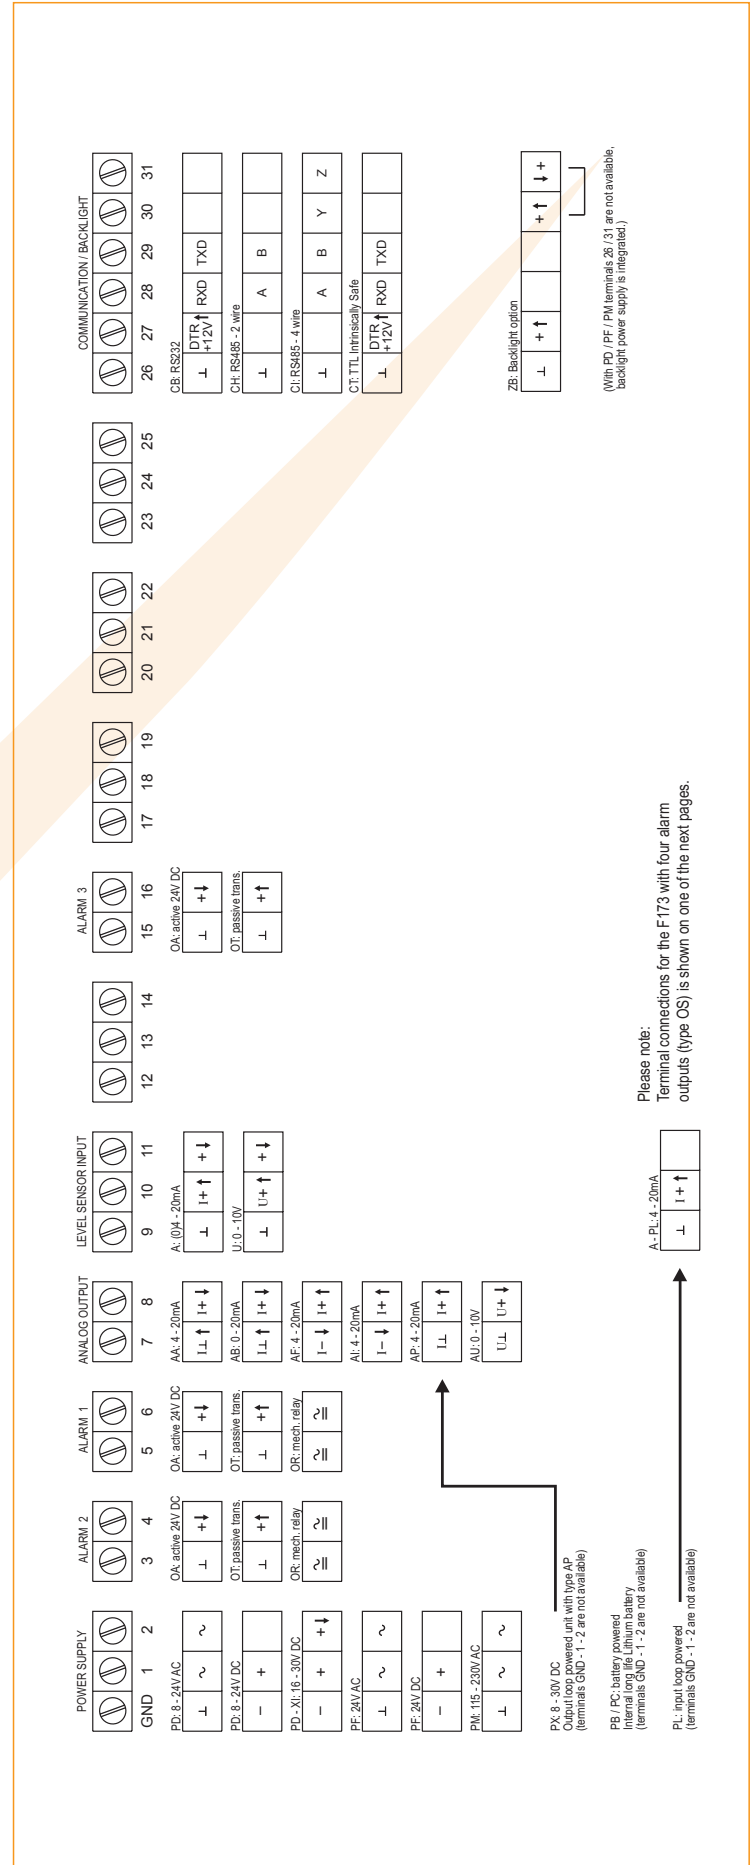 POWER SUPPLY
GND 1 2
PD: 8 - 24V AC
⊥ ~ ~
PD: 8 - 24V DC
– +
PD - XI: 16 - 30V DC
– + +↓
PF: 24V AC
⊥ ~ ~
PF: 24V DC
– +
PM: 115 - 230V AC
⊥ ~ ~
PX: 8 - 30V DC
Output loop powered unit with type AP
(terminals GND - 1 - 2 are not available)
PB / PC: battery powered
Internal long life Lithium battery
(terminals GND - 1 - 2 are not available)
PL: input loop powered
(terminals GND - 1 - 2 are not available)
ALARM 2
3 4
OA: active 24V DC
⊥ +↓
OT: passive trans.
⊥ +↑
OR: mech. relay
~= ~=
ALARM 1
5 6
OA: active 24V DC
⊥ +↓
OT: passive trans.
⊥ +↑
OR: mech. relay
~= ~=
ANALOG OUTPUT
7 8
AA: 4 - 20mA
I⊥↑ I+↓
AB: 0 - 20mA
I⊥↑ I+↓
AF: 4 - 20mA
I–↓ I+↑
AI: 4 - 20mA
I–↓ I+↑
AP: 4 - 20mA
I⊥ I+↑
AU: 0 - 10V
U⊥ U+↓
LEVEL SENSOR INPUT
9 10 11
A: (0)4 - 20mA
⊥ I+↑ +↓
U: 0 - 10V
⊥ U+↑ +↓
A - PL: 4 - 20mA
⊥ I+↑
12 13 14
ALARM 3
15 16
OA: active 24V DC
⊥ +↓
OT: passive trans.
⊥ +↑
Please note:
Terminal connections for the F173 with four alarm
outputs (type OS) is shown on one of the next pages.
17 18 19
20 21 22
23 24 25
COMMUNICATION / BACKLIGHT
26 27 28 29 30 31
CB: RS232
⊥ DTR +12V↑ RXD TXD
CH: RS485 - 2 wire
⊥ A B
CI: RS485 - 4 wire
⊥ A B Y Z
CT: TTL Intrinsically Safe
⊥ DTR +12V↑ RXD TXD
ZB: Backlight option
⊥ +↑ +↑ ↓+
(With PD / PF / PM terminals 26 / 31 are not available,
backlight power supply is integrated.)